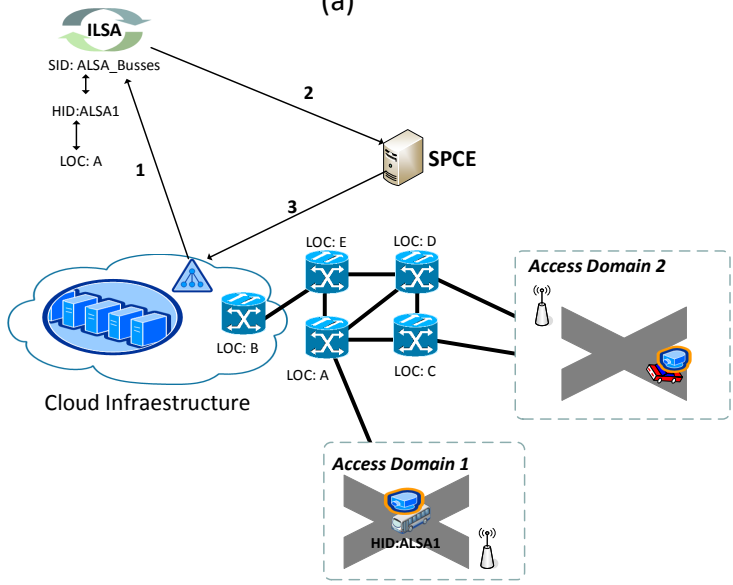 (a)
ILSA
SID: ALSA_Busses
2
HID:ALSA1
SPCE
LOC: A
1
3
LOC: E
LOC: D
Access Domain 2
LOC: B
LOC: A
LOC: C
Cloud Infraestructure
Access Domain 1
HID:ALSA1